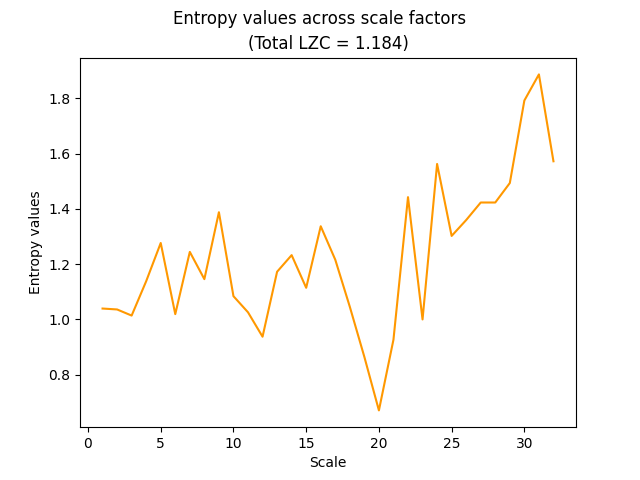 Entropy values across scale factors
(Total LZC = 1.184)
1.8
1.6
1.4
1.2
1.0
0.8
Entropy values
0 5 10 15 20 25 30
Scale